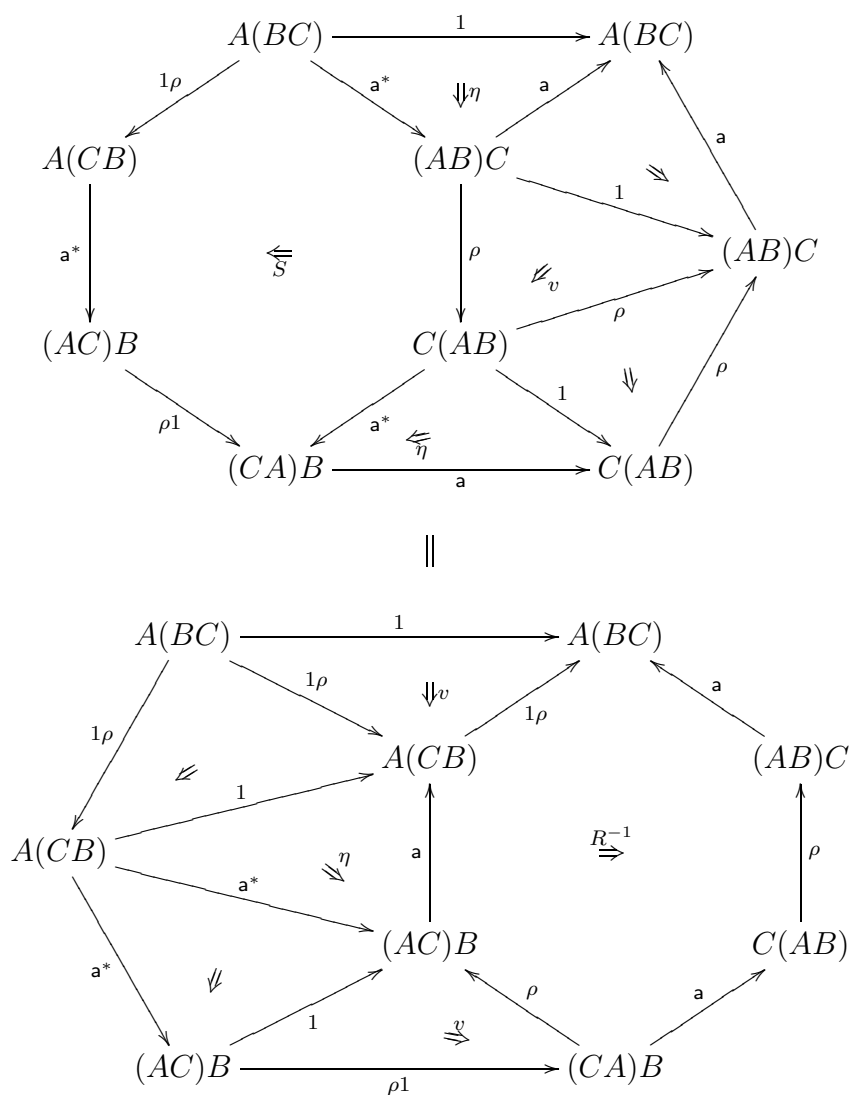 A(BC) 1 A(BC)
1ρ a* ⇓η a a
A(CB) (AB)C
1
a* S ρ v (AB)C
ρ
(AC)B C(AB)
ρ1 a* 1 ρ
η
(CA)B a C(AB)
||
A(BC) 1 A(BC)
1ρ 1ρ ⇓v 1ρ a
A(CB) (AB)C
1
A(CB) η a R⁻¹ ρ
a*
(AC)B C(AB)
a* 1 v ρ a
(AC)B ρ1 (CA)B